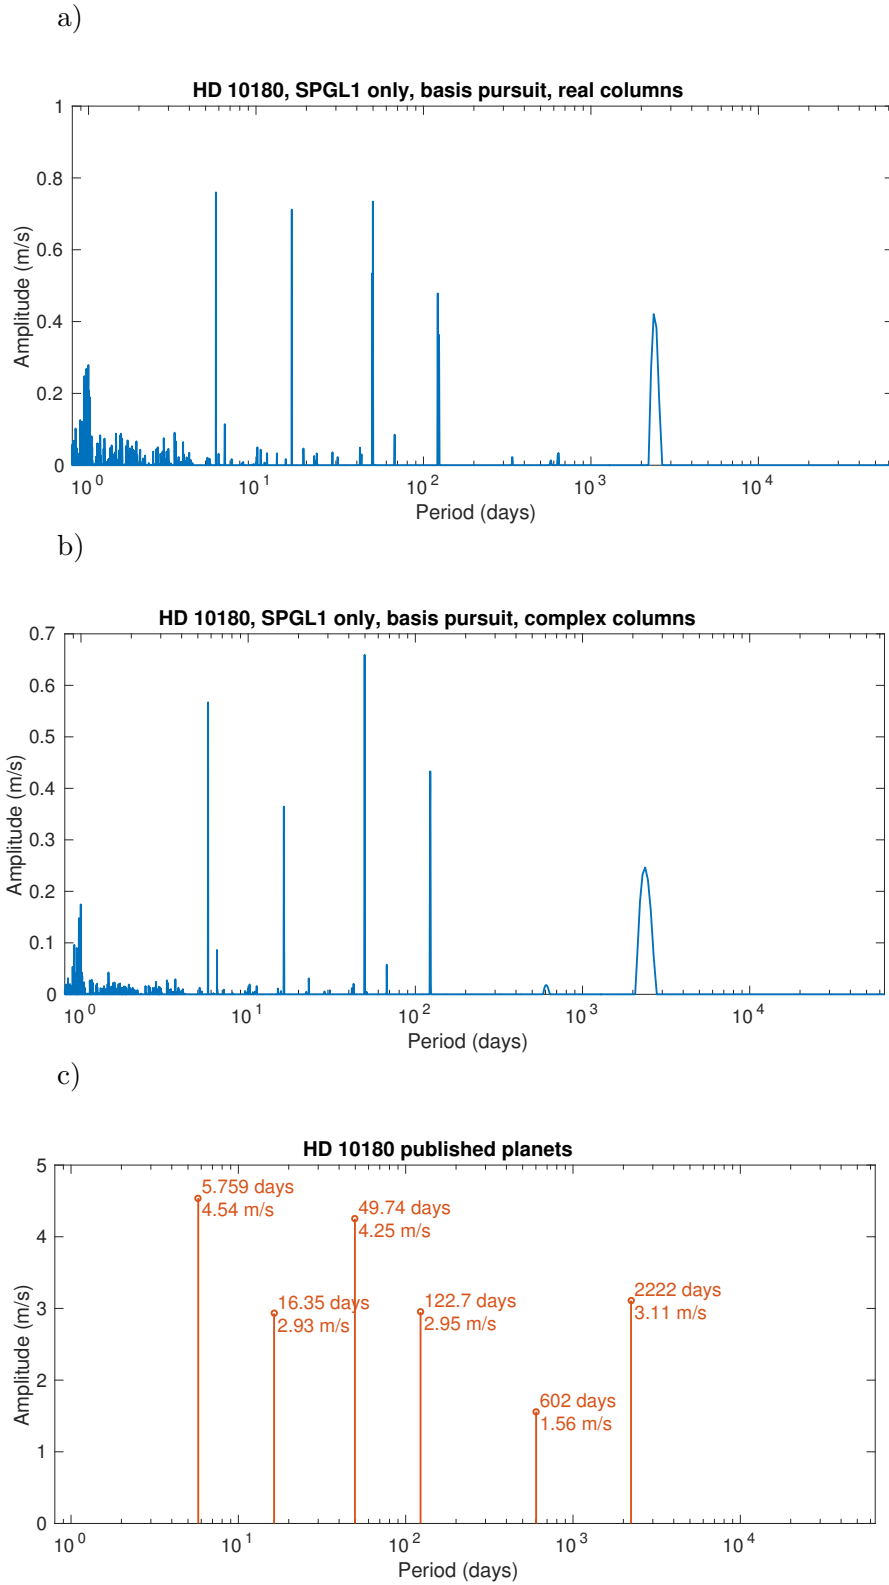 a)
HD 10180, SPGL1 only, basis pursuit, real columns
1
0.8
0.6
0.4
0.2
0
Amplitude (m/s)
10^0 10^1 10^2 10^3 10^4
Period (days)
b)
HD 10180, SPGL1 only, basis pursuit, complex columns
0.7
0.6
0.5
0.4
0.3
0.2
0.1
0
Amplitude (m/s)
10^0 10^1 10^2 10^3 10^4
Period (days)
c)
HD 10180 published planets
5
4
3
2
1
0
Amplitude (m/s)
5.759 days
4.54 m/s
49.74 days
4.25 m/s
16.35 days
2.93 m/s
122.7 days
2.95 m/s
2222 days
3.11 m/s
602 days
1.56 m/s
10^0 10^1 10^2 10^3 10^4
Period (days)